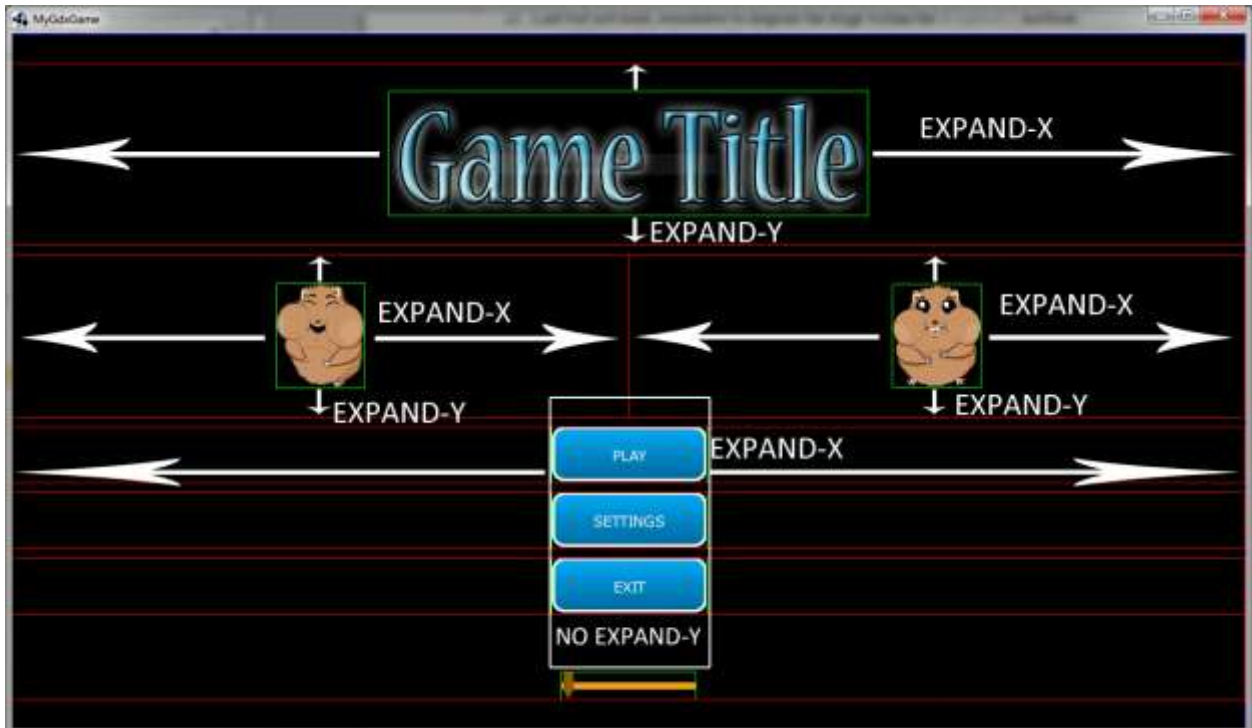 MyGdxGame
Game Title
EXPAND-X
EXPAND-Y
EXPAND-X
EXPAND-X
EXPAND-Y
EXPAND-Y
PLAY
EXPAND-X
SETTINGS
EXIT
NO EXPAND-Y